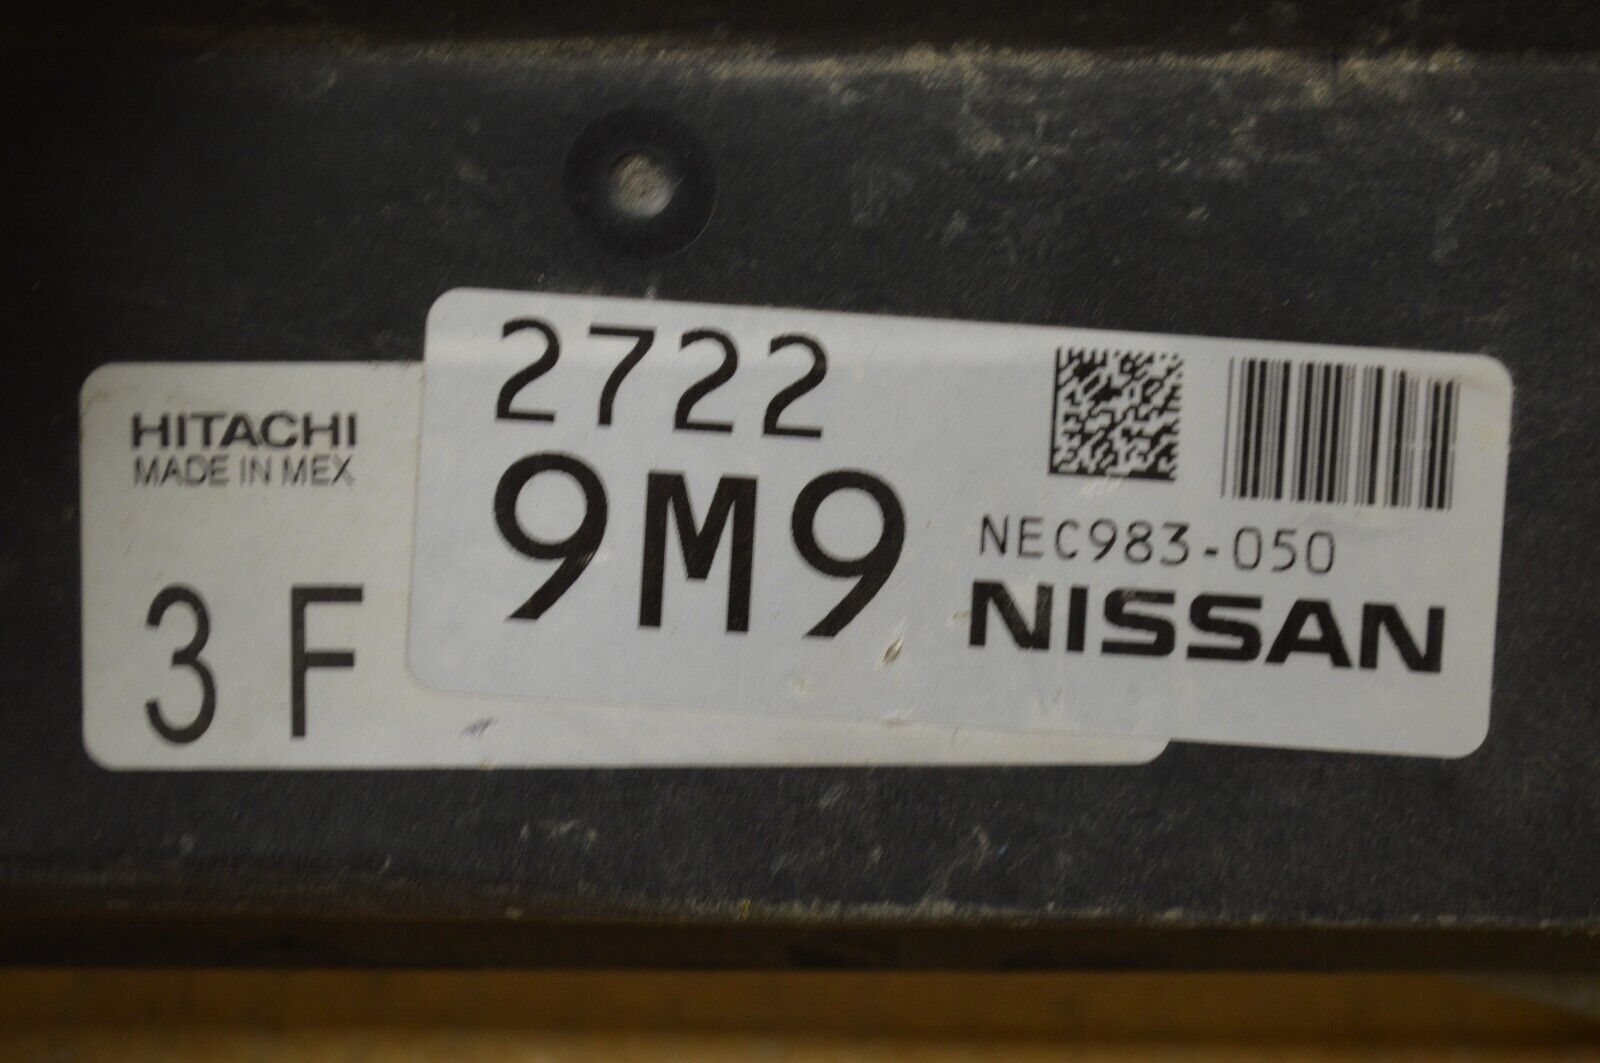 HITACHI
MADE IN MEX
3 F
2722
9M9
NEC983-050
NISSAN